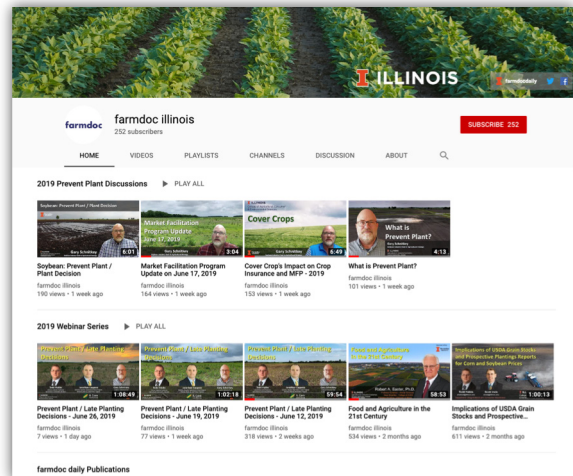 ILLINOIS
farmdocdaily
farmdoc
farmdoc illinois
252 subscribers
SUBSCRIBE 252
HOME
VIDEOS
PLAYLISTS
CHANNELS
DISCUSSION
ABOUT
2019 Prevent Plant Discussions
PLAY ALL
Soybean: Prevent Plant / Plant Decision
Gary Schnitkey
6:01
Market Facilitation
Program Update
June 17, 2019
Gary Schnitkey
3:04
ILLINOIS
Cover Crops
Gary Schnitkey
6:49
What is
Prevent Plant?
Gary Schnitkey
4:13
Soybean: Prevent Plant /
Plant Decision
farmdoc illinois
190 views • 1 week ago
Market Facilitation Program
Update on June 17, 2019
farmdoc illinois
164 views • 1 week ago
Cover Crop's Impact on Crop
Insurance and MFP - 2019
farmdoc illinois
153 views • 1 week ago
What is Prevent Plant?
farmdoc illinois
101 views • 1 week ago
2019 Webinar Series
PLAY ALL
Prevent Plant / Late Planting
Decisions
1:08:49
Prevent Plant / Late Planting
Decisions
1:02:18
Prevent Plant / Late Planting
Decisions
59:54
Food and Agriculture
in the 21st Century
58:53
Implications of USDA Grain Stocks
and Prospective Plantings Reports
for Corn and Soybean Prices
1:00:13
Prevent Plant / Late Planting
Decisions - June 26, 2019
7 views • 1 day ago
Prevent Plant / Late Planting
Decisions - June 19, 2019
farmdoc illinois
77 views • 1 week ago
Prevent Plant / Late Planting
Decisions - June 12, 2019
farmdoc illinois
318 views • 2 weeks ago
Food and Agriculture in the
21st Century
farmdoc illinois
534 views • 2 months ago
Implications of USDA Grain
Stocks and Prospective...
farmdoc illinois
611 views • 2 months ago
farmdoc daily Publications